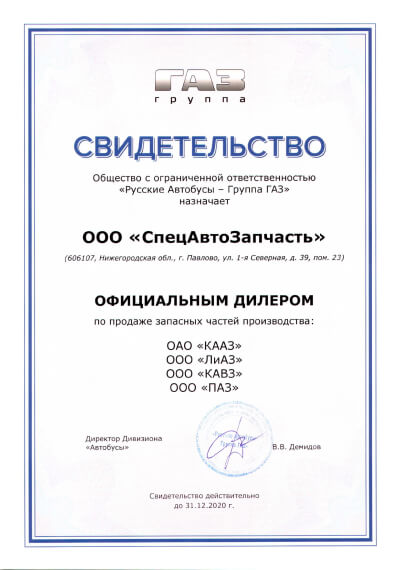 ГАЗ
группа
СВИДЕТЕЛЬСТВО
Общество с ограниченной ответственностью
«Русские Автобусы – Группа ГАЗ»
назначает
ООО «СпецАвтоЗапчасть»
(606107, Нижегородская обл., г. Павлово, ул. 1-я Северная, д. 39, пом. 23)
ОФИЦИАЛЬНЫМ ДИЛЕРОМ
по продаже запасных частей производства:
ОАО «КААЗ»
ООО «ЛиАЗ»
ООО «КАВЗ»
ООО «ПАЗ»
Директор Дивизиона
«Автобусы»
В.В. Демидов
Свидетельство действительно
до 31.12.2020 г.